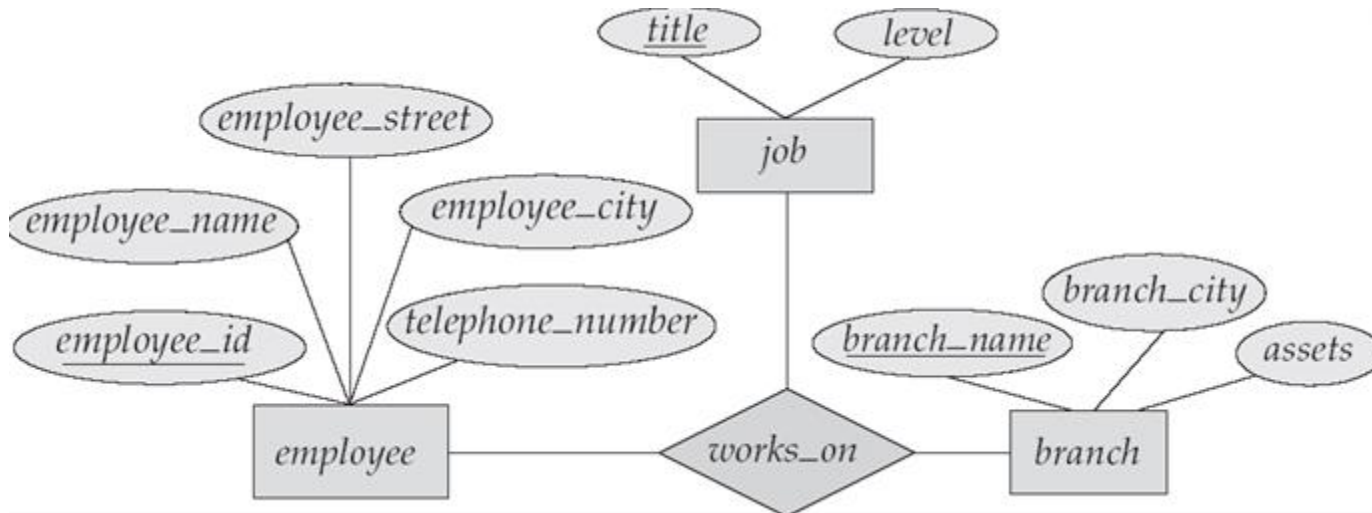 title
level
employee_street
job
employee_name
employee_city
branch_city
employee_id
telephone_number
branch_name
assets
employee
works_on
branch